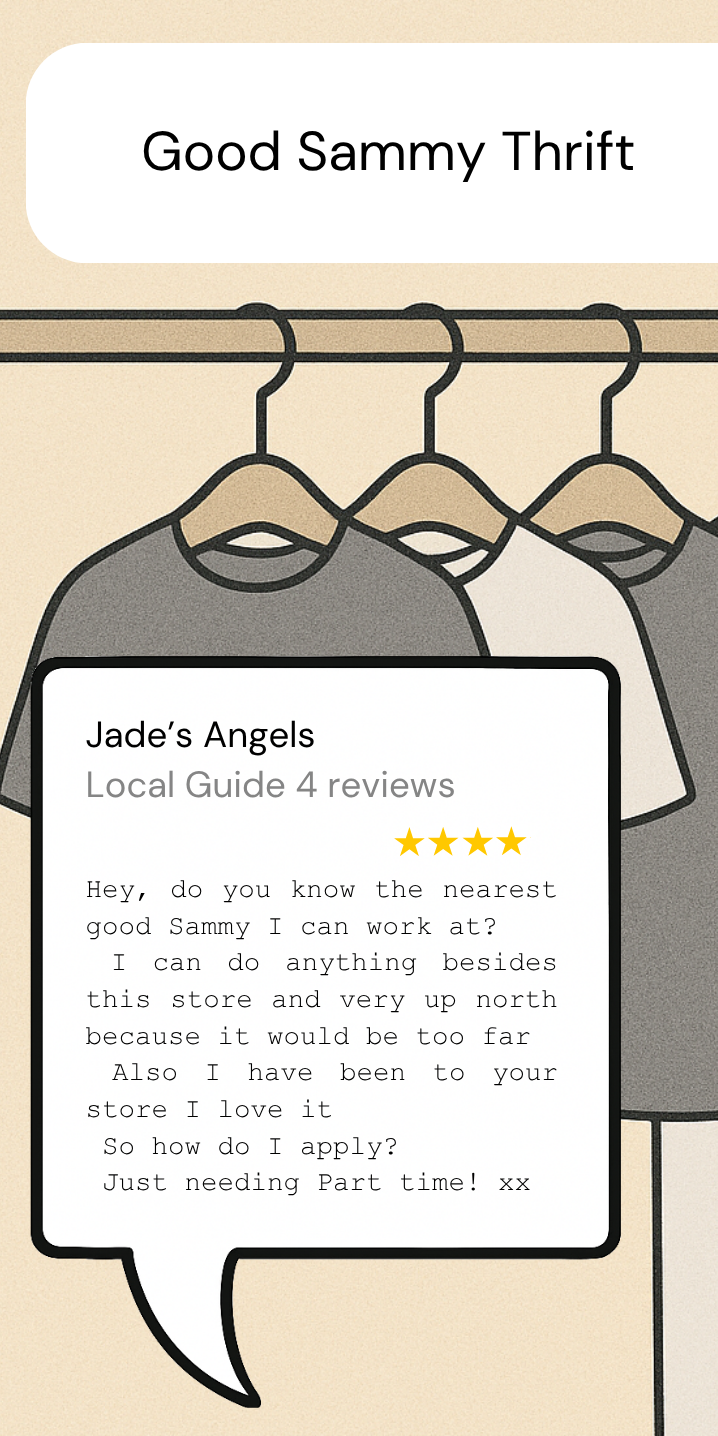 Good Sammy Thrift
Jade’s Angels
Local Guide 4 reviews
★★★★
Hey, do you know the nearest
good Sammy I can work at?
I can do anything besides
this store and very up north
because it would be too far
Also I have been to your
store I love it
So how do I apply?
Just needing Part time! xx